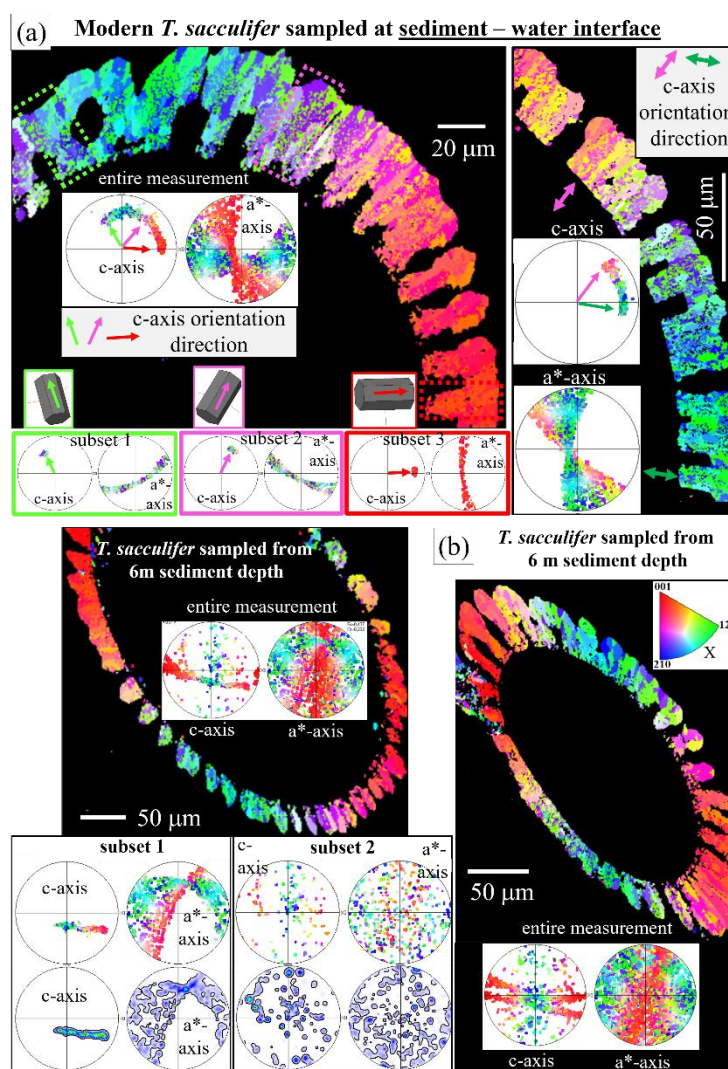 (a) Modern T. sacculifer sampled at sediment – water interface
20 µm
entire measurement
a*-
axis
c-axis
c-axis orientation
direction
subset 1
c-axis
a*-
axis
subset 2
a*-
axis
c-axis
subset 3
a*-
axis
c-axis
c-axis
orientation
direction
50 µm
c-axis
a*-axis
T. sacculifer sampled from
6m sediment depth
entire measurement
c-axis
a*-axis
50 µm
subset 1
c-axis
a*-
axis
c-axis
a*-
axis
subset 2
c-
axis
a*-
axis
c-axis
a*-
axis
(b) T. sacculifer sampled from
6 m sediment depth
001
12
X
210
50 µm
entire measurement
c-axis
a*-axis